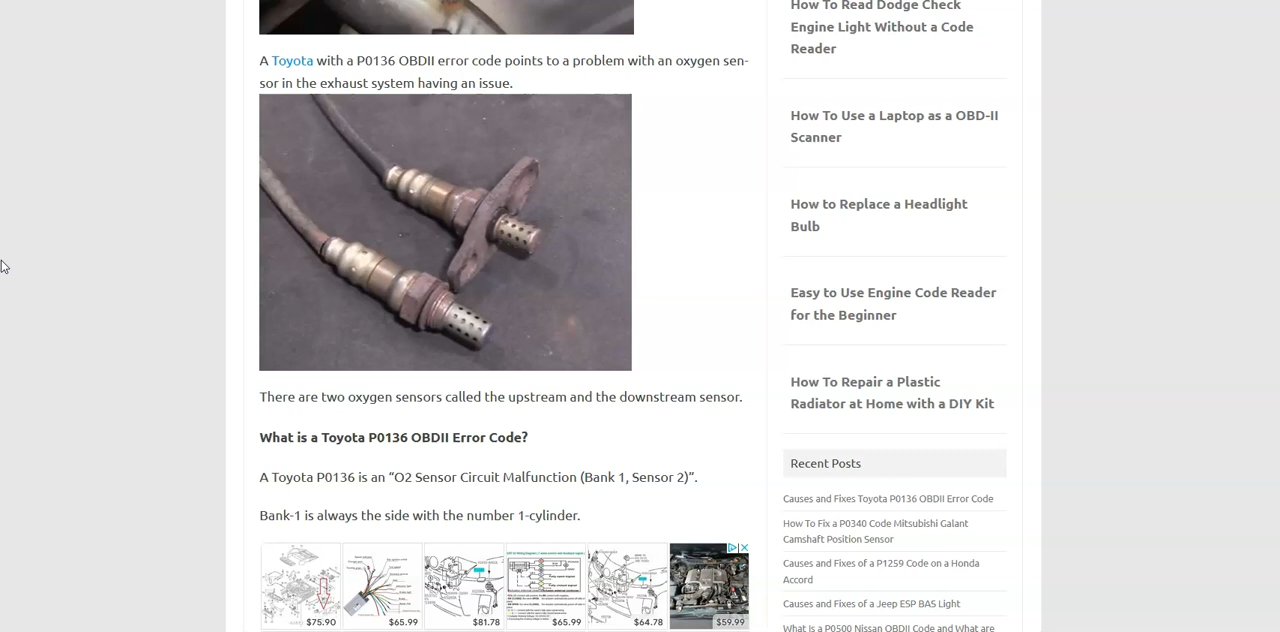 A Toyota with a P0136 OBDII error code points to a problem with an oxygen sen-
sor in the exhaust system having an issue.
There are two oxygen sensors called the upstream and the downstream sensor.
What is a Toyota P0136 OBDII Error Code?
A Toyota P0136 is an “O2 Sensor Circuit Malfunction (Bank 1, Sensor 2)”.
Bank-1 is always the side with the number 1-cylinder.
$75.90
$65.99
$81.78
$65.99
$64.78
$59.99
How To Read Dodge Check
Engine Light Without a Code
Reader
How To Use a Laptop as a OBD-II
Scanner
How to Replace a Headlight
Bulb
Easy to Use Engine Code Reader
for the Beginner
How To Repair a Plastic
Radiator at Home with a DIY Kit
Recent Posts
Causes and Fixes Toyota P0136 OBDII Error Code
How To Fix a P0340 Code Mitsubishi Galant
Camshaft Position Sensor
Causes and Fixes of a P1259 Code on a Honda
Accord
Causes and Fixes of a Jeep ESP BAS Light
What Is a P0500 Nissan OBDII Code and What are